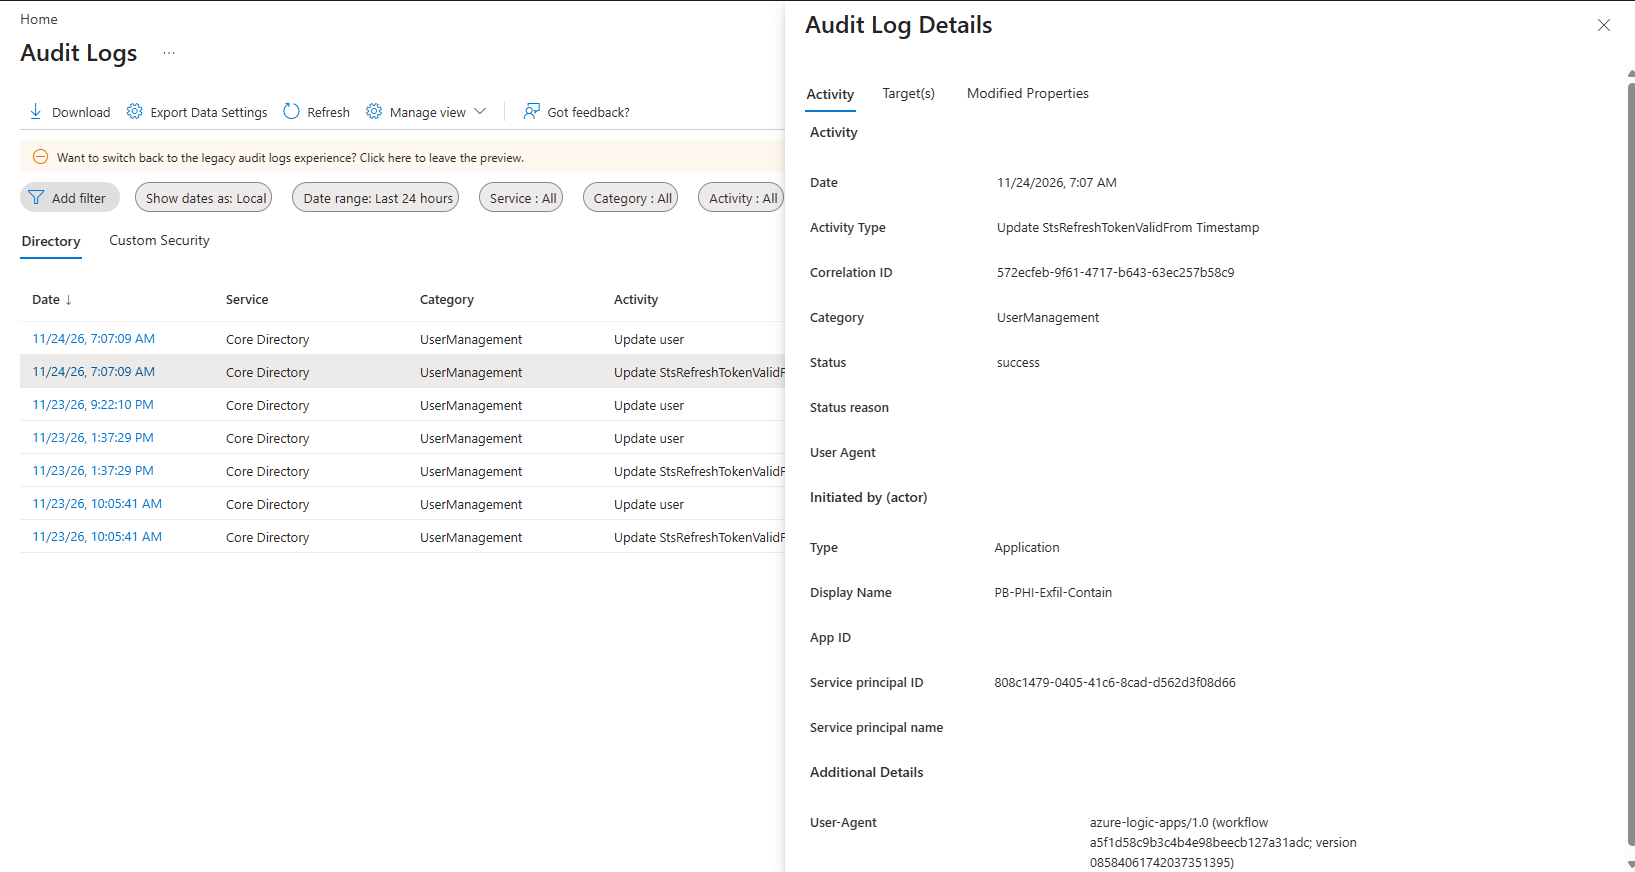 Home
Audit Logs ...
Download Export Data Settings Refresh Manage view Got feedback?
Want to switch back to the legacy audit logs experience? Click here to leave the preview.
Add filter Show dates as: Local Date range: Last 24 hours Service : All Category : All Activity : All
Directory Custom Security
Date ↓ Service Category Activity
11/24/26, 7:07:09 AM Core Directory UserManagement Update user
11/24/26, 7:07:09 AM Core Directory UserManagement Update StsRefreshTokenValidF
11/23/26, 9:22:10 PM Core Directory UserManagement Update user
11/23/26, 1:37:29 PM Core Directory UserManagement Update user
11/23/26, 1:37:29 PM Core Directory UserManagement Update StsRefreshTokenValidF
11/23/26, 10:05:41 AM Core Directory UserManagement Update user
11/23/26, 10:05:41 AM Core Directory UserManagement Update StsRefreshTokenValidF
Audit Log Details
Activity Target(s) Modified Properties
Activity
Date 11/24/2026, 7:07 AM
Activity Type Update StsRefreshTokenValidFrom Timestamp
Correlation ID 572ecfeb-9f61-4717-b643-63ec257b58c9
Category UserManagement
Status success
Status reason
User Agent
Initiated by (actor)
Type Application
Display Name PB-PHI-Exfil-Contain
App ID
Service principal ID 808c1479-0405-41c6-8cad-d562d3f08d66
Service principal name
Additional Details
User-Agent azure-logic-apps/1.0 (workflow
a5f1d58c9b3c4b4e98beecb127a31adc; version
08584061742037351395)